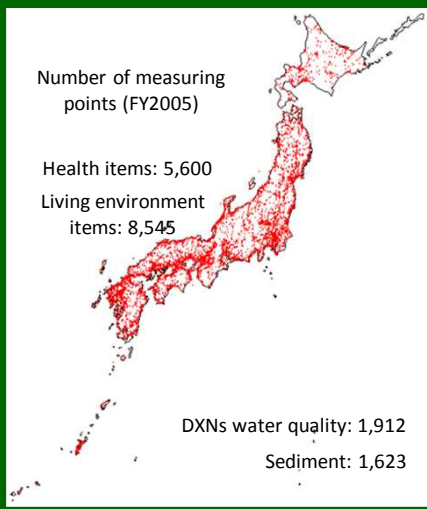 Number of measuring
points (FY2005)
Health items: 5,600
Living environment
items: 8,545
DXNs water quality: 1,912
Sediment: 1,623